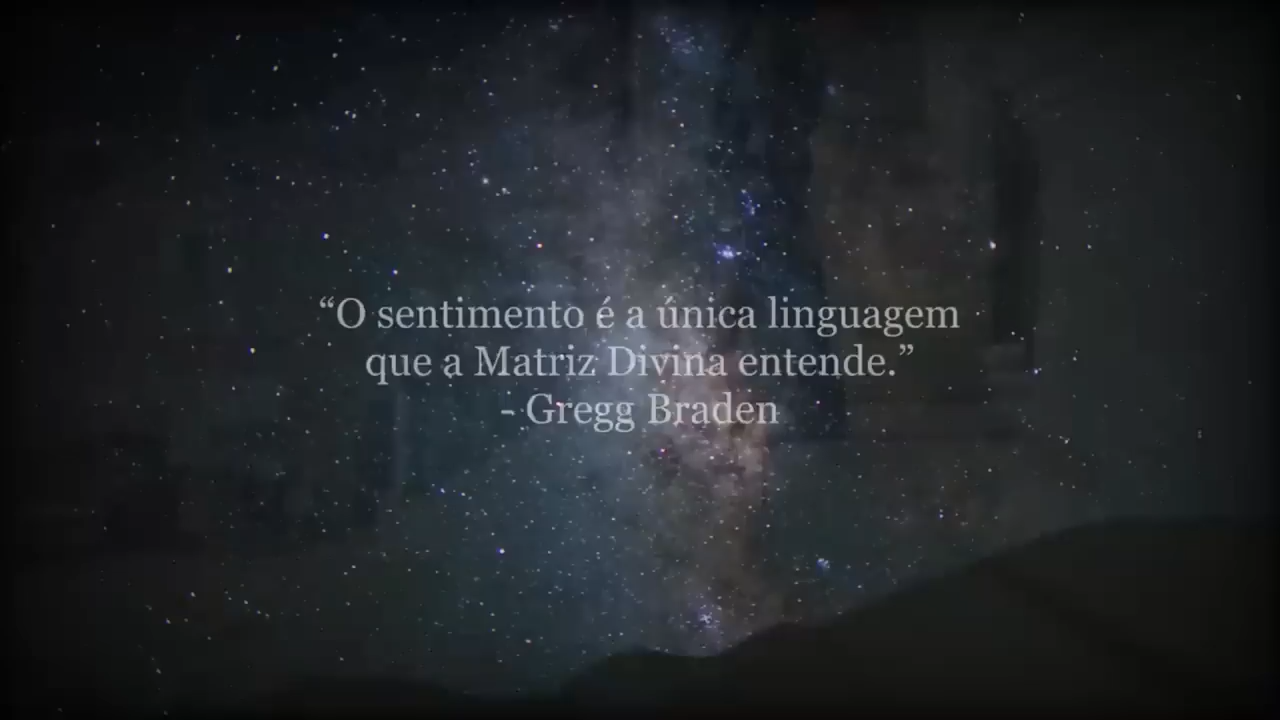 “O sentimento é a única linguagem
que a Matriz Divina entende.”
- Gregg Braden